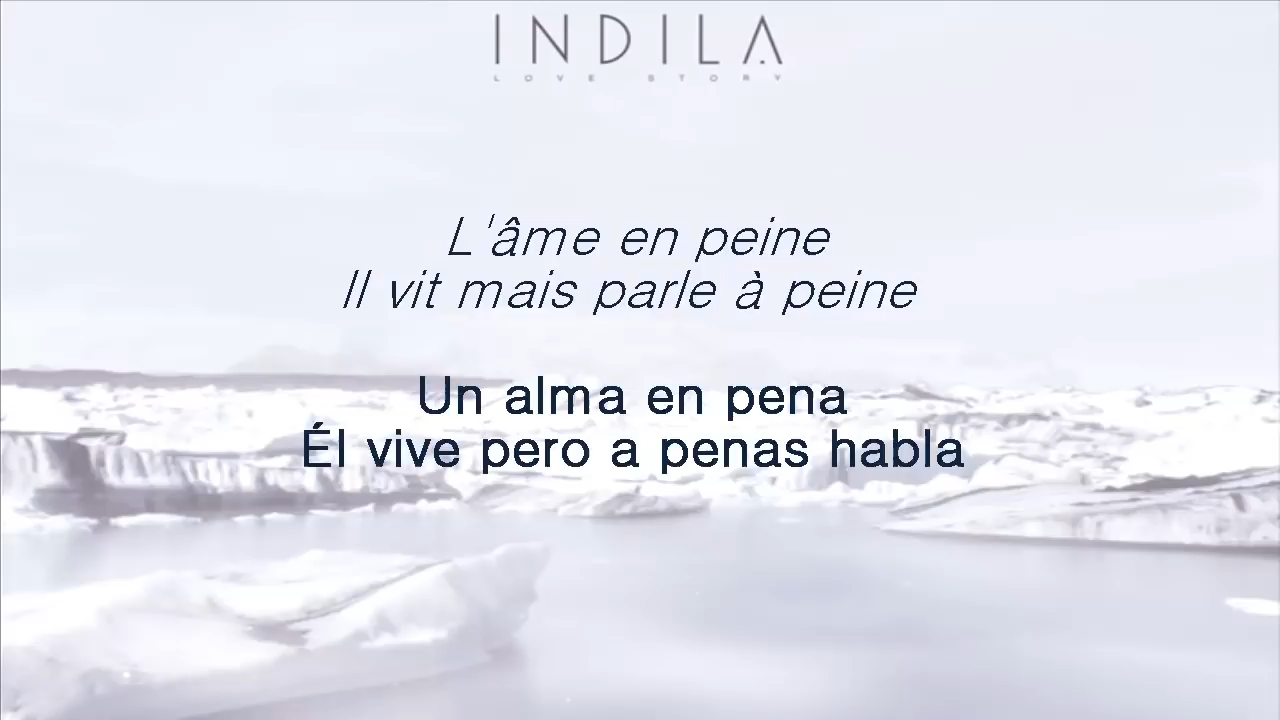 INDILA
LOVE STORY
L'âme en peine
Il vit mais parle à peine
Un alma en pena
Él vive pero a penas habla